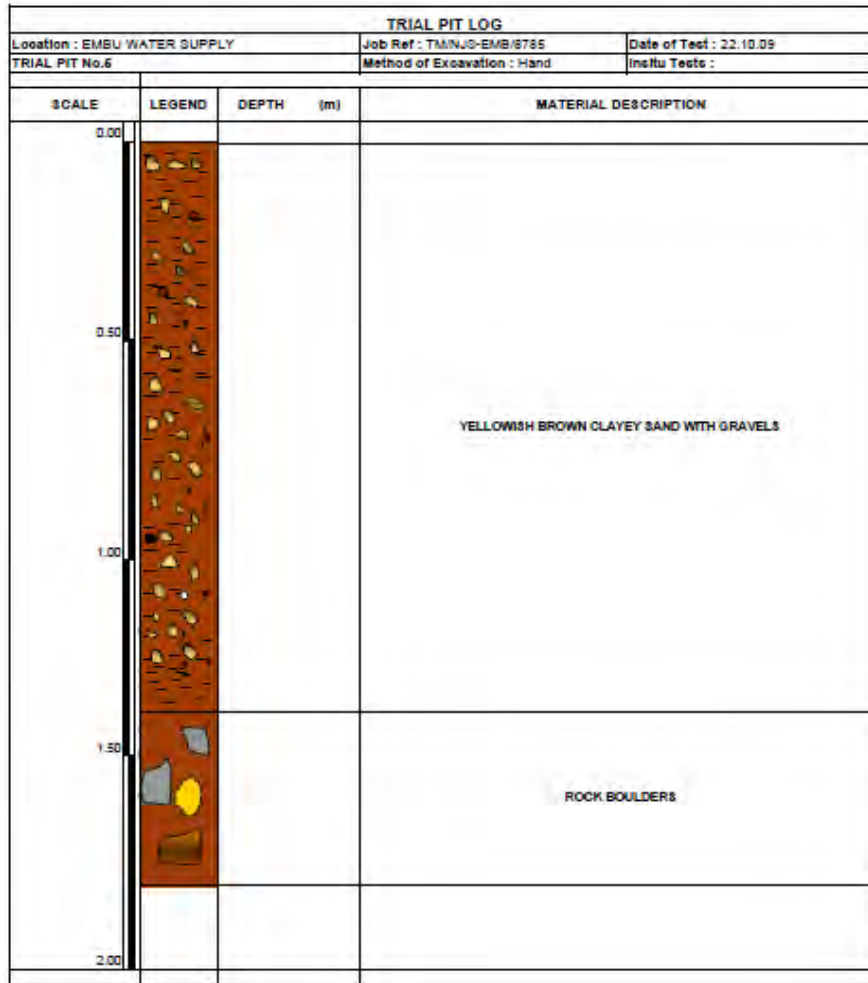 TRIAL PIT LOG
Location : EMBU WATER SUPPLY Job Ref : TM/NJS-EMB/8785 Date of Test : 22.10.09
TRIAL PIT No.6 Method of Excavation : Hand Insitu Tests :
SCALE LEGEND DEPTH (m) MATERIAL DESCRIPTION
0.00
0.50
YELLOWISH BROWN CLAYEY SAND WITH GRAVELS
1.00
1.50
ROCK BOULDERS
2.00